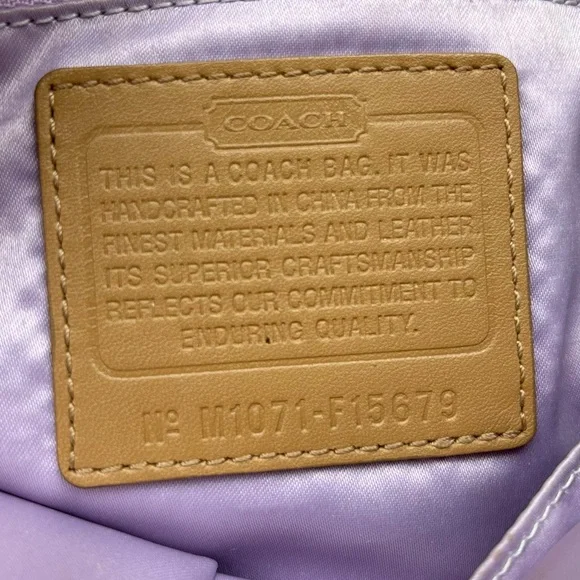 COACH
THIS IS A COACH BAG. IT WAS
HANDCRAFTED IN CHINA FROM THE
FINEST MATERIALS AND LEATHER.
ITS SUPERIOR CRAFTSMANSHIP
REFLECTS OUR COMMITMENT TO
ENDURING QUALITY.
Nº M1071-F15679